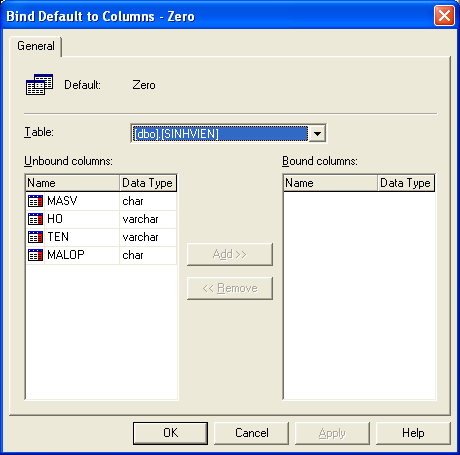 Bind Default to Columns - Zero
General
Default: Zero
Table: [dbo].[SINHVIEN]
Unbound columns: Bound columns:
Name Data Type Name Data Type
MASV char
HO varchar
TEN varchar
MALOP char
Add >>
<< Remove
OK Cancel Apply Help